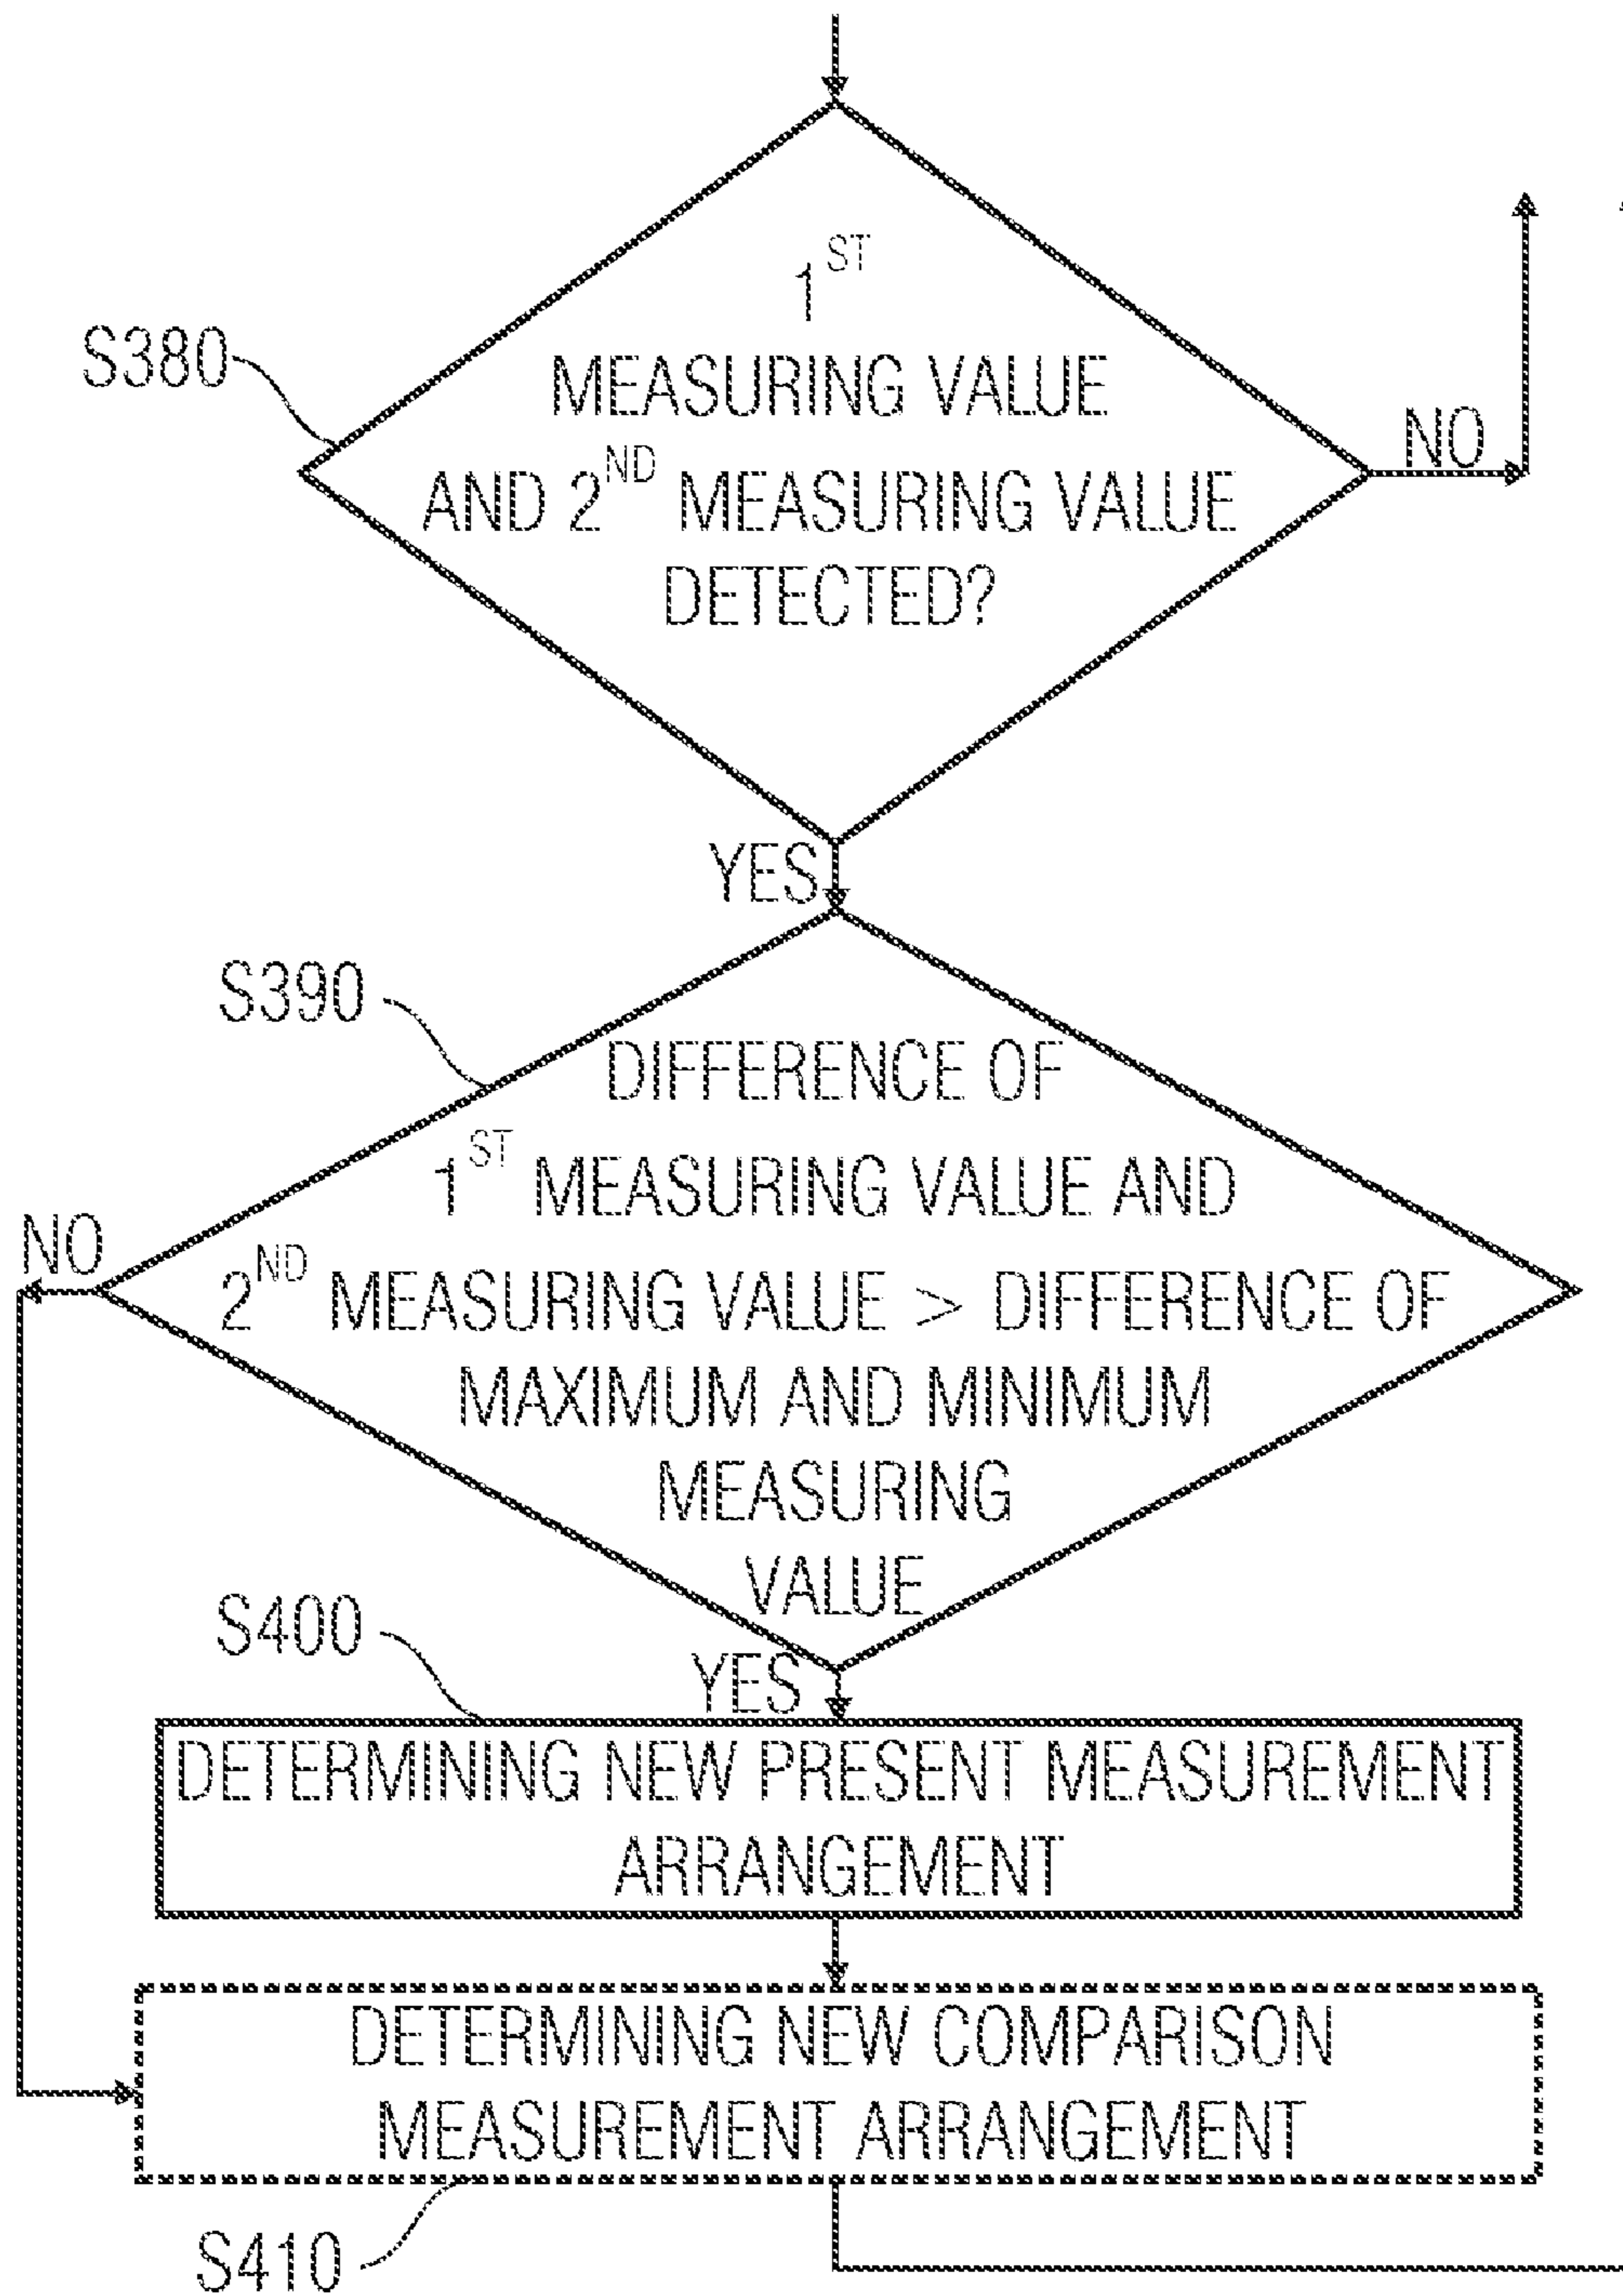 1ST
S380
MEASURING VALUE
AND 2ND MEASURING VALUE
NO
DETECTED?
YES
S390
DIFFERENCE OF
1ST MEASURING VALUE AND
NO
2ND MEASURING VALUE > DIFFERENCE OF
MAXIMUM AND MINIMUM
MEASURING
VALUE
S400
YES
DETERMINING NEW PRESENT MEASUREMENT
ARRANGEMENT
DETERMINING NEW COMPARISON
MEASUREMENT ARRANGEMENT
S410